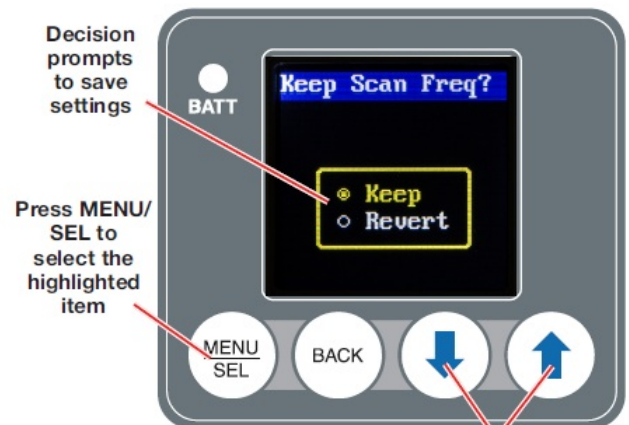 Decision
prompts
to save
settings
BATT
Keep Scan Freq?
Keep
Revert
Press MENU/
SEL to
select the
highlighted
item
MENU
SEL
BACK